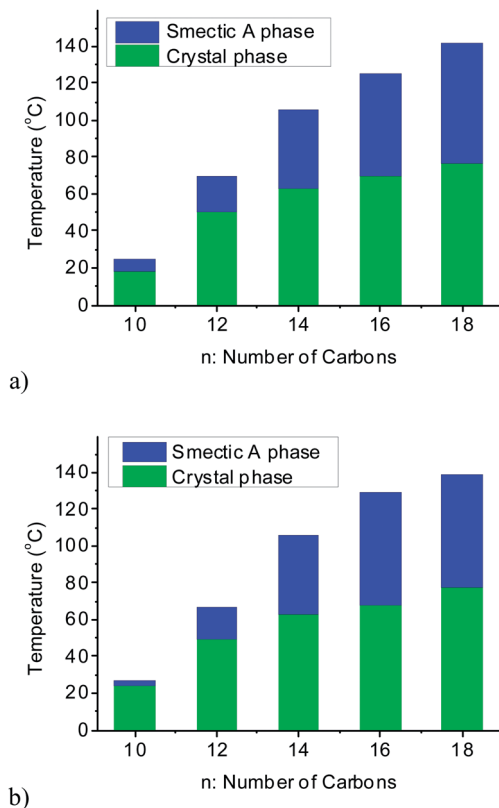 Smectic A phase
Crystal phase
Temperature (°C)
140
120
100
80
60
40
20
0
10 12 14 16 18
n: Number of Carbons
a)
Smectic A phase
Crystal phase
Temperature (°C)
140
120
100
80
60
40
20
0
10 12 14 16 18
n: Number of Carbons
b)